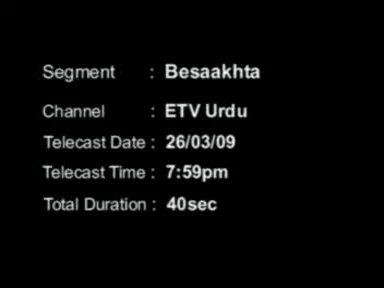 Segment : Besaakhta
Channel : ETV Urdu
Telecast Date : 26/03/09
Telecast Time : 7:59pm
Total Duration : 40sec